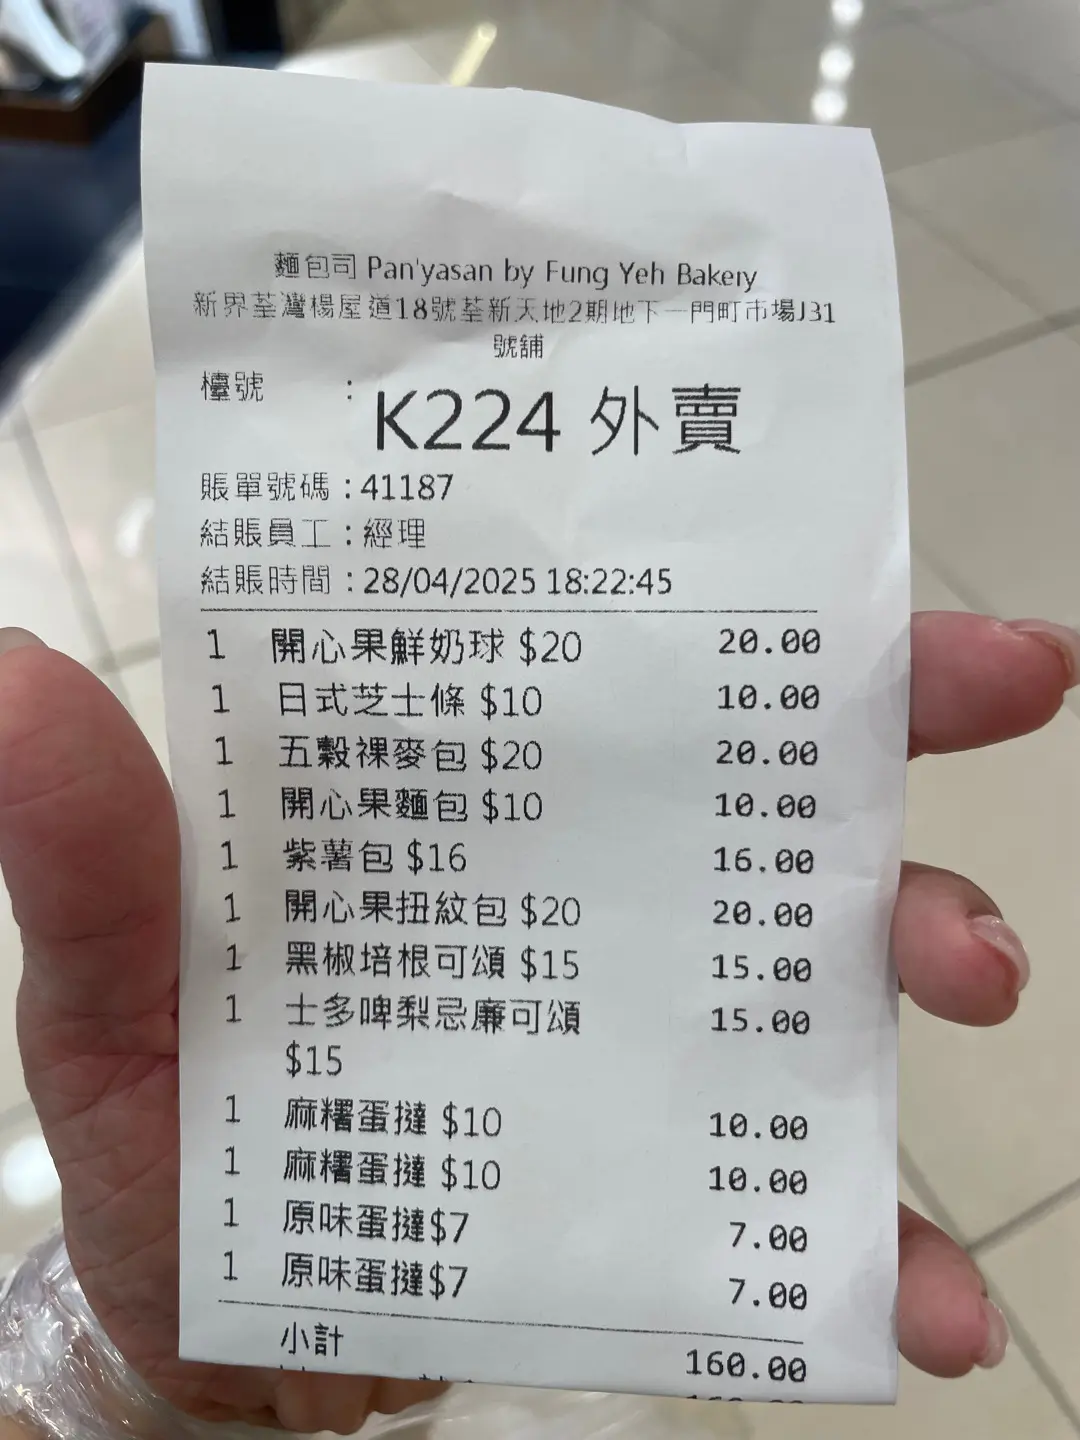 麵包司 Pan'yasan by Fung Yeh Bakery
新界荃灣楊屋道18號荃新天地2期地下一門町市場J31
號舖
檯號 : K224 外賣
賬單號碼 : 41187
結賬員工 : 經理
結賬時間 : 28/04/2025 18:22:45
1 開心果鮮奶球 $20 20.00
1 日式芝士條 $10 10.00
1 五穀裸麥包 $20 20.00
1 開心果麵包 $10 10.00
1 紫薯包 $16 16.00
1 開心果扭紋包 $20 20.00
1 黑椒培根可頌 $15 15.00
1 士多啤梨忌廉可頌 15.00
$15
1 麻糬蛋撻 $10 10.00
1 麻糬蛋撻 $10 10.00
1 原味蛋撻$7 7.00
1 原味蛋撻$7 7.00
小計 160.00